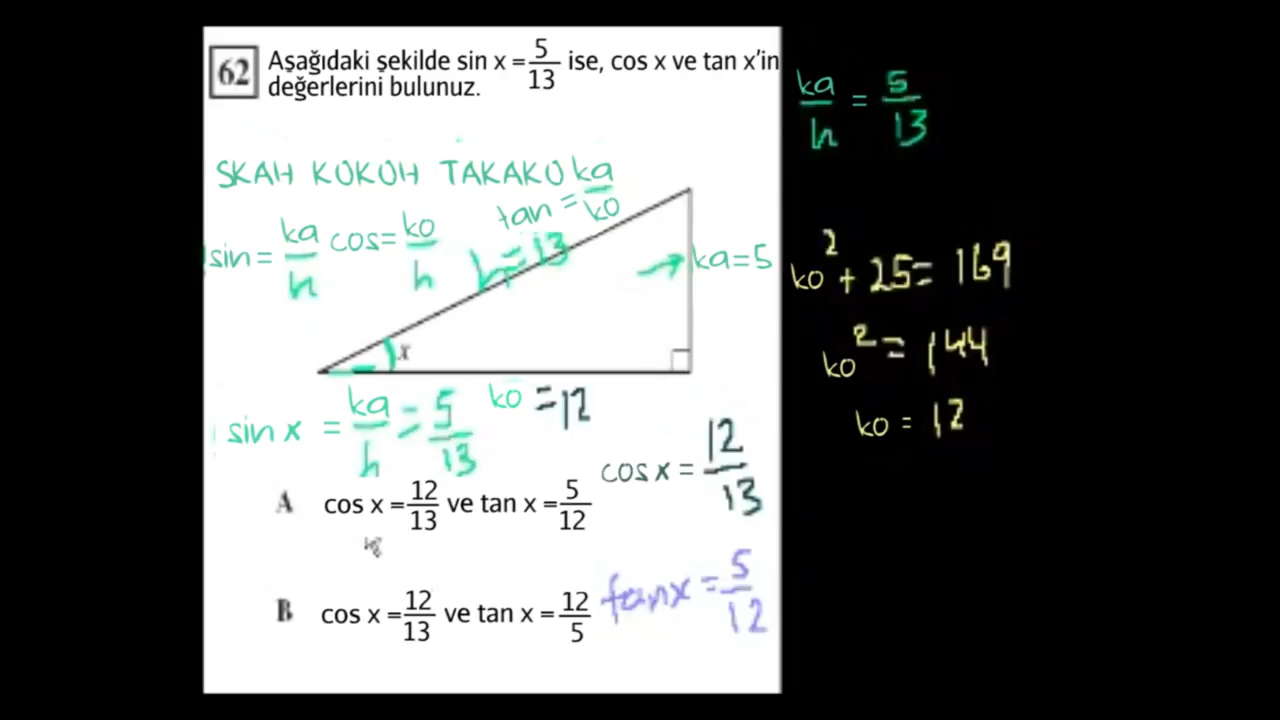 62 Aşağıdaki şekilde sin x = 5/13 ise, cos x ve tan x'in
değerlerini bulunuz.
ka/h = 5/13
SKAH KOKOH TAKAKO
sin = ka/h cos = ko/h tan = ka/ko
h = 13
ka = 5
x
ko = 12
sin x = ka/h = 5/13
ko² + 25 = 169
ko² = 144
ko = 12
cos x = 12/13
A cos x = 12/13 ve tan x = 5/12
tan x = 5/12
B cos x = 12/13 ve tan x = 12/5